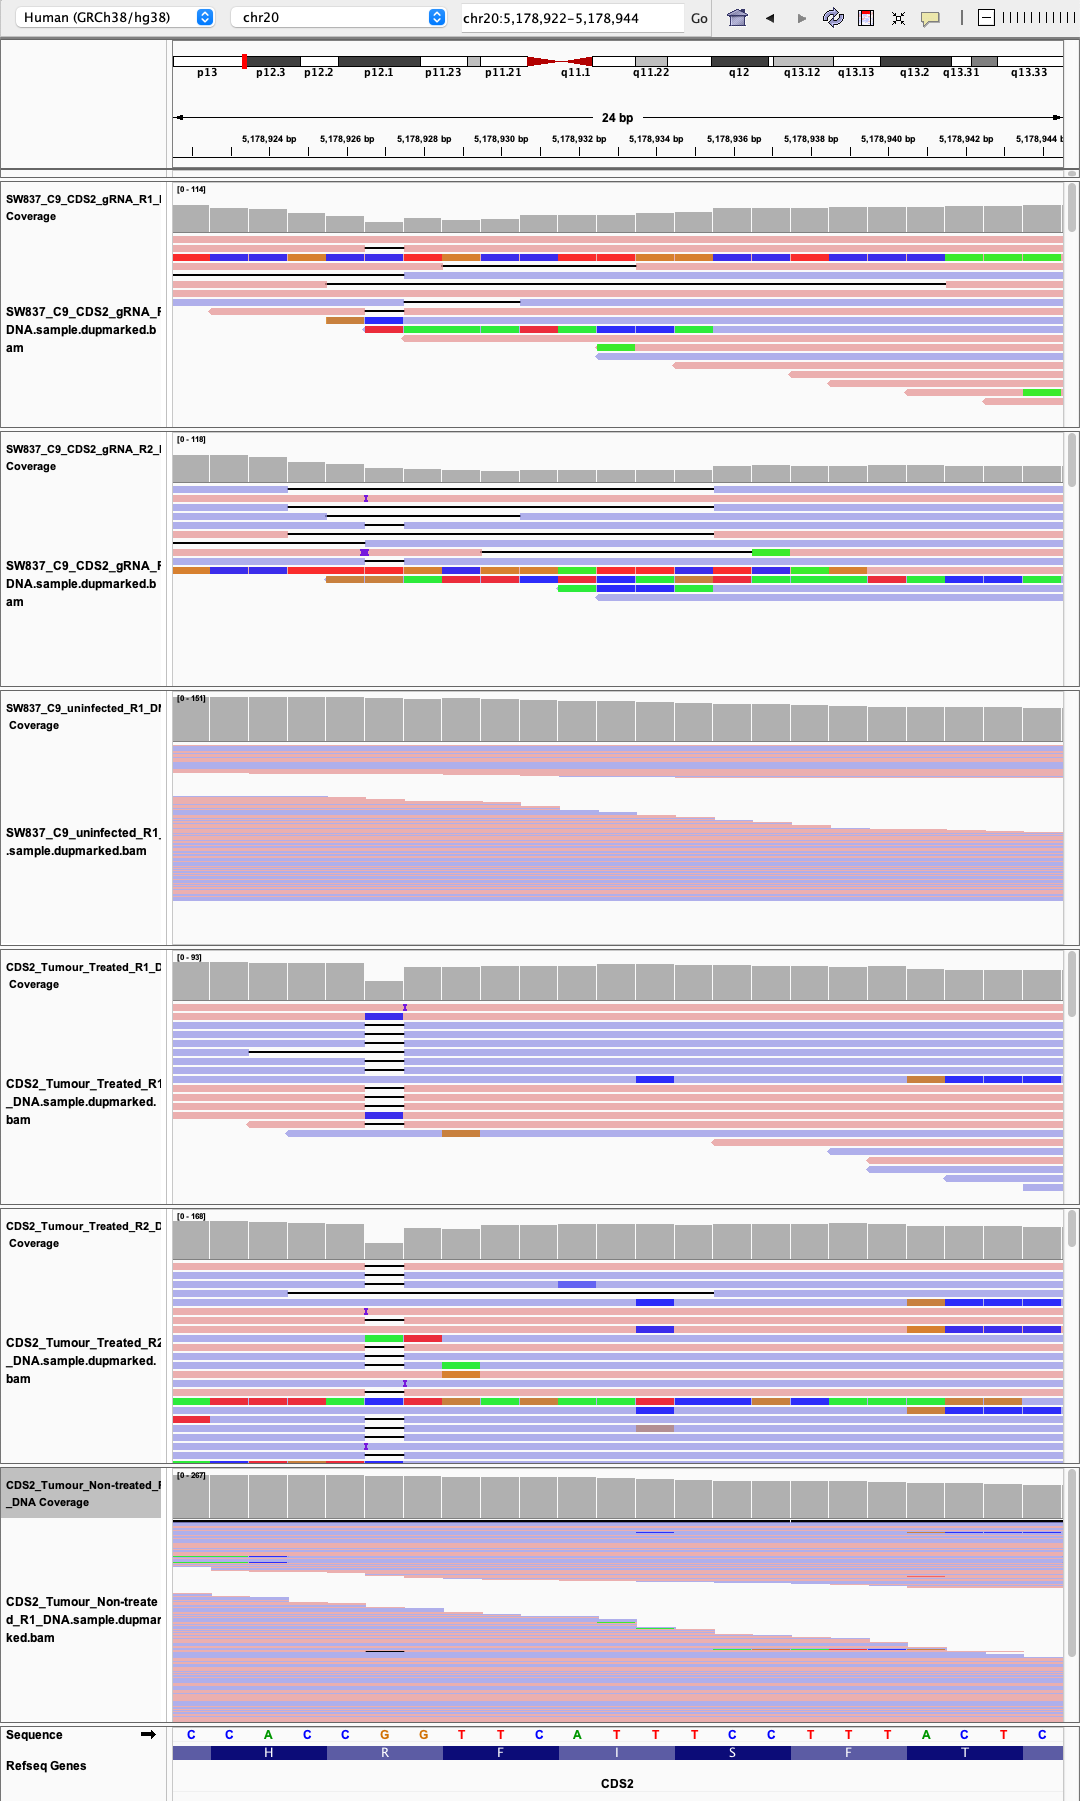 Human (GRCh38/hg38) chr20 chr20:5,178,922-5,178,944 Go
p13 p12.3 p12.2 p12.1 p11.23 p11.21 q11.1 q11.22 q12 q13.12 q13.13 q13.2 q13.31 q13.33
24 bp
5,178,924 bp 5,178,926 bp 5,178,928 bp 5,178,930 bp 5,178,932 bp 5,178,934 bp 5,178,936 bp 5,178,938 bp 5,178,940 bp 5,178,942 bp 5,178,944 b
[0 - 114]
SW837_C9_CDS2_gRNA_R1_
Coverage
SW837_C9_CDS2_gRNA_F
DNA.sample.dupmarked.b
am
[0 - 118]
SW837_C9_CDS2_gRNA_R2_
Coverage
SW837_C9_CDS2_gRNA_F
DNA.sample.dupmarked.b
am
[0 - 151]
SW837_C9_uninfected_R1_D
Coverage
SW837_C9_uninfected_R1_
.sample.dupmarked.bam
[0 - 93]
CDS2_Tumour_Treated_R1_D
Coverage
CDS2_Tumour_Treated_R1
_DNA.sample.dupmarked.
bam
[0 - 168]
CDS2_Tumour_Treated_R2_D
Coverage
CDS2_Tumour_Treated_R2
_DNA.sample.dupmarked.
bam
[0 - 267]
CDS2_Tumour_Non-treated_F
_DNA Coverage
CDS2_Tumour_Non-treate
d_R1_DNA.sample.dupmar
ked.bam
Sequence C C A C C G G T T C A T T T C C T T T A C T C
H R F I S F T
Refseq Genes
CDS2